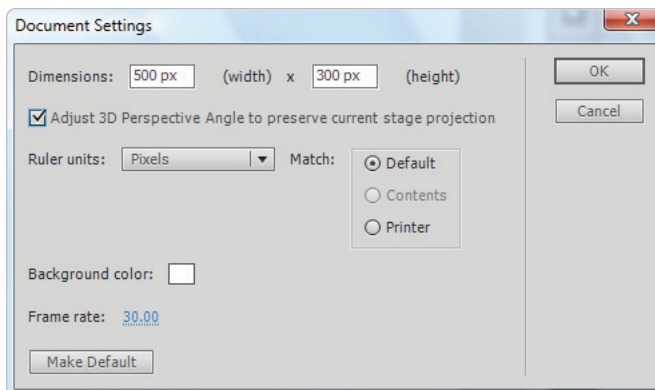 Document Settings
Dimensions: 500 px (width) x 300 px (height)
OK
Adjust 3D Perspective Angle to preserve current stage projection
Cancel
Ruler units: Pixels Match: Default
Contents
Printer
Background color:
Frame rate: 30.00
Make Default